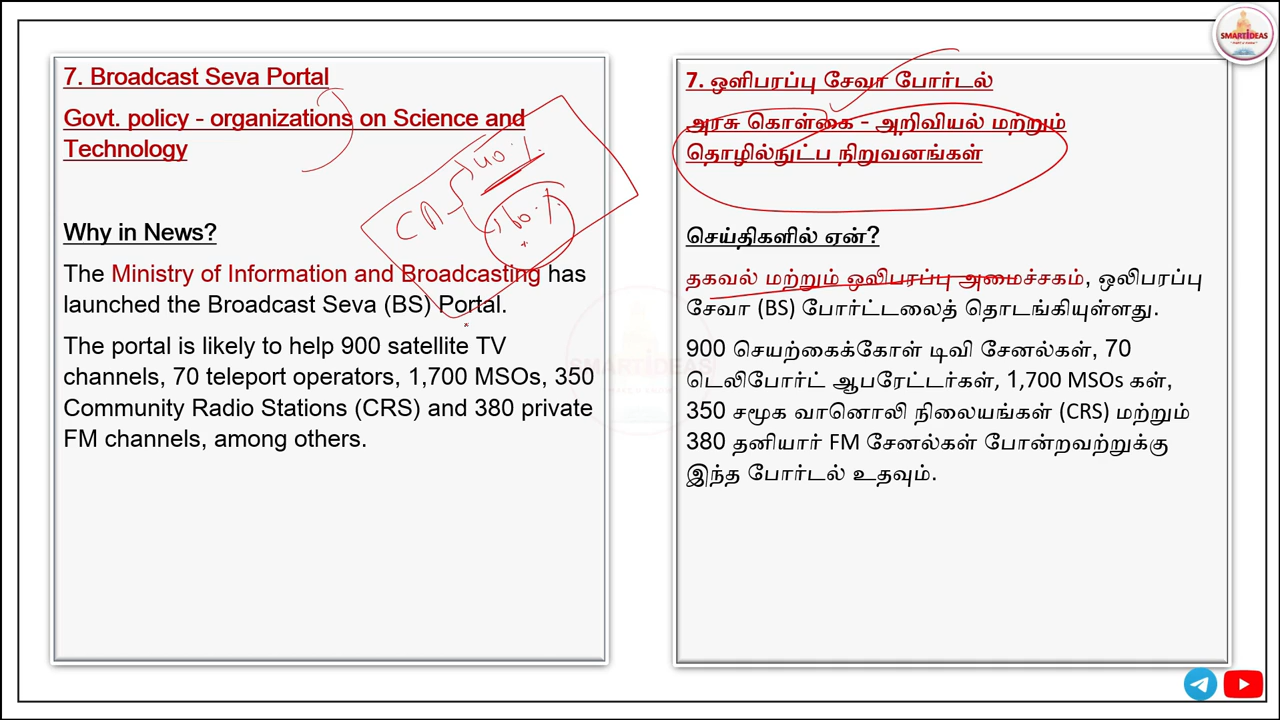 SMARTIDEAS
7. Broadcast Seva Portal
Govt. policy - organizations on Science and
Technology
CA
40 %
60 %
Why in News?
The Ministry of Information and Broadcasting has
launched the Broadcast Seva (BS) Portal.
The portal is likely to help 900 satellite TV
channels, 70 teleport operators, 1,700 MSOs, 350
Community Radio Stations (CRS) and 380 private
FM channels, among others.
7. ஒளிபரப்பு சேவா போர்டல்
அரசு கொள்கை - அறிவியல் மற்றும்
தொழில்நுட்ப நிறுவனங்கள்
செய்திகளில் ஏன்?
தகவல் மற்றும் ஒலிபரப்பு அமைச்சகம், ஒலிபரப்பு
சேவா (BS) போர்ட்டலைத் தொடங்கியுள்ளது.
900 செயற்கைக்கோள் டிவி சேனல்கள், 70
டெலிபோர்ட் ஆபரேட்டர்கள், 1,700 MSOs கள்,
350 சமூக வானொலி நிலையங்கள் (CRS) மற்றும்
380 தனியார் FM சேனல்கள் போன்றவற்றுக்கு
இந்த போர்டல் உதவும்.
SMARTIDEAS